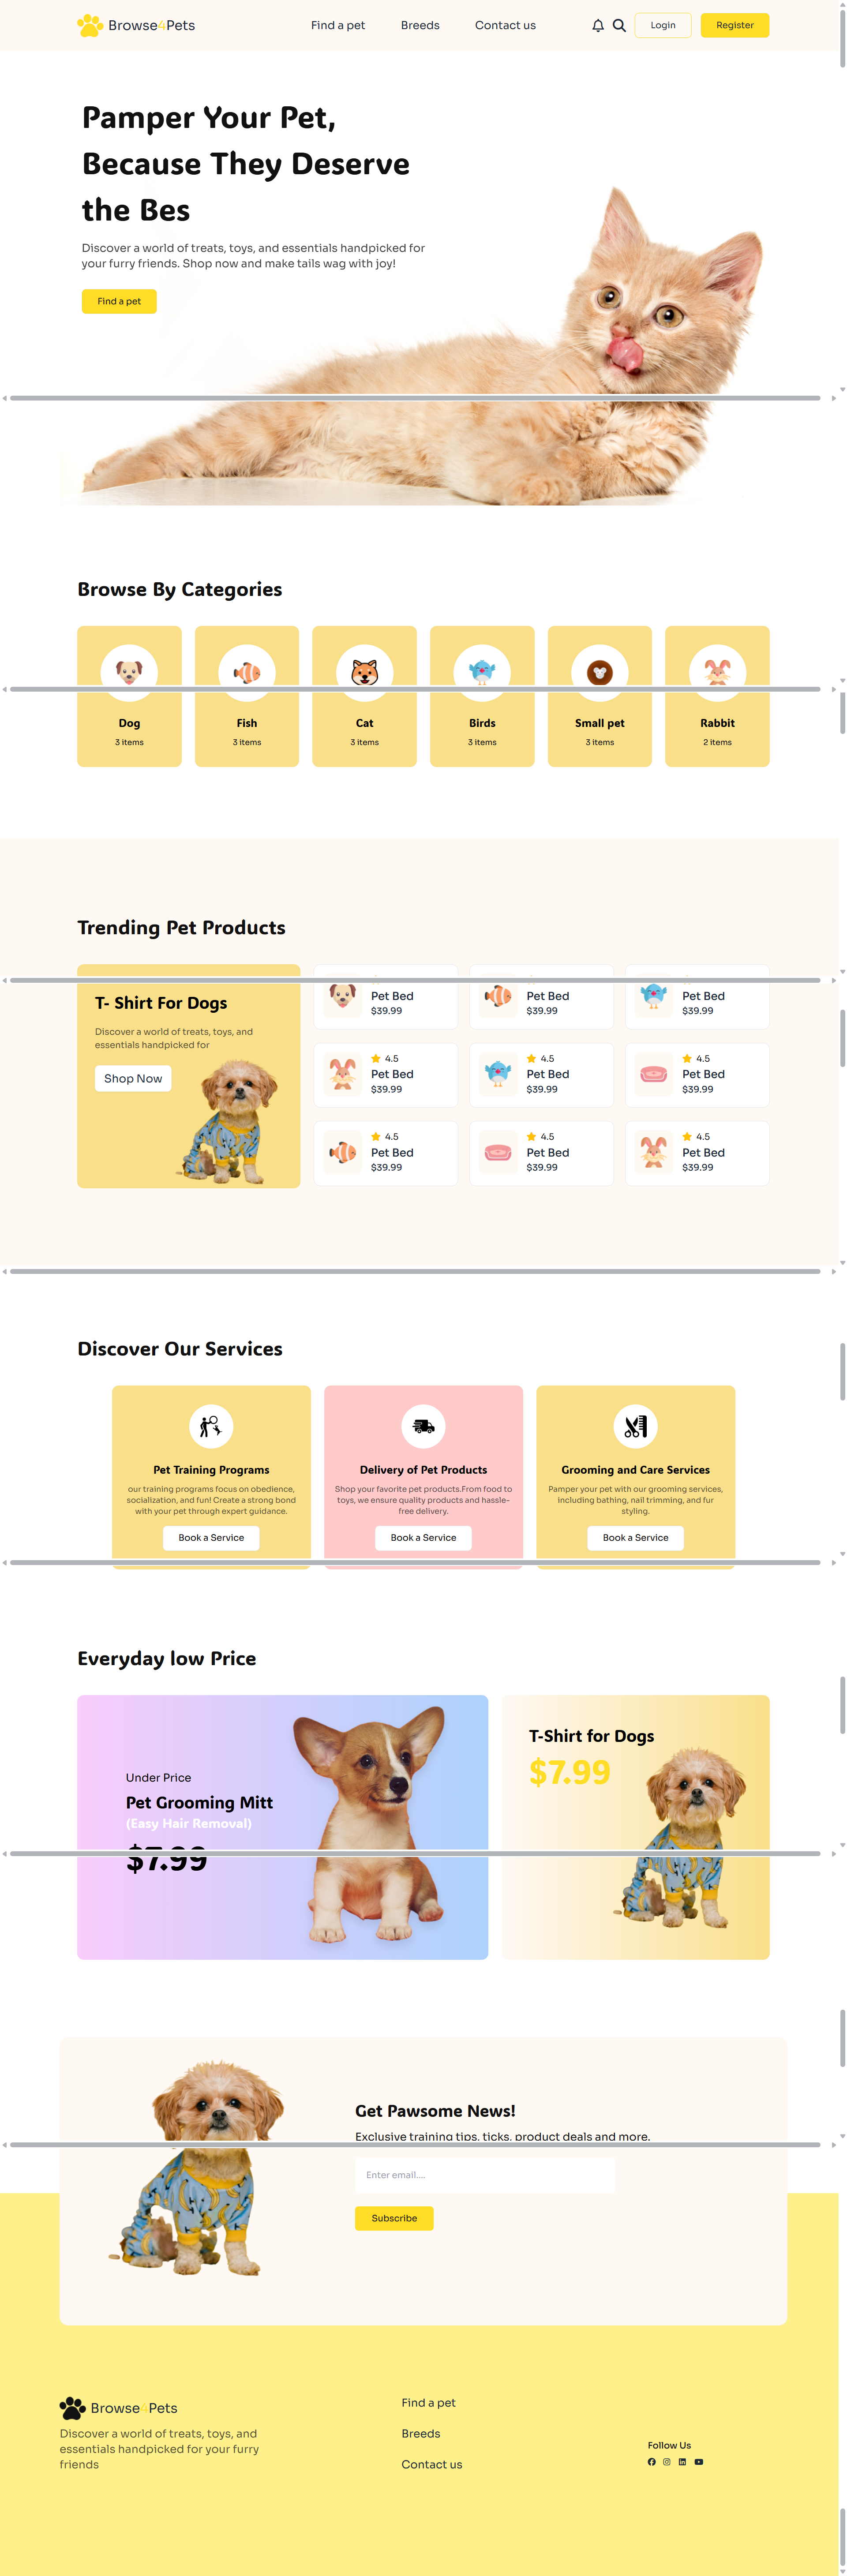 Browse4Pets
Find a pet
Breeds
Contact us
Login
Register
Pamper Your Pet,
Because They Deserve
the Bes
Discover a world of treats, toys, and essentials handpicked for
your furry friends. Shop now and make tails wag with joy!
Find a pet
Browse By Categories
Dog
3 items
Fish
3 items
Cat
3 items
Birds
3 items
Small pet
3 items
Rabbit
2 items
Trending Pet Products
T- Shirt For Dogs
Discover a world of treats, toys, and
essentials handpicked for
Shop Now
Pet Bed
$39.99
Pet Bed
$39.99
Pet Bed
$39.99
4.5
Pet Bed
$39.99
4.5
Pet Bed
$39.99
4.5
Pet Bed
$39.99
4.5
Pet Bed
$39.99
4.5
Pet Bed
$39.99
4.5
Pet Bed
$39.99
Discover Our Services
Pet Training Programs
our training programs focus on obedience,
socialization, and fun! Create a strong bond
with your pet through expert guidance.
Book a Service
Delivery of Pet Products
Shop your favorite pet products.From food to
toys, we ensure quality products and hassle-
free delivery.
Book a Service
Grooming and Care Services
Pamper your pet with our grooming services,
including bathing, nail trimming, and fur
styling.
Book a Service
Everyday low Price
Under Price
Pet Grooming Mitt
(Easy Hair Removal)
$7.99
T-Shirt for Dogs
$7.99
Get Pawsome News!
Exclusive training tips, ticks, product deals and more.
Enter email....
Subscribe
Browse4Pets
Discover a world of treats, toys, and
essentials handpicked for your furry
friends
Find a pet
Breeds
Contact us
Follow Us